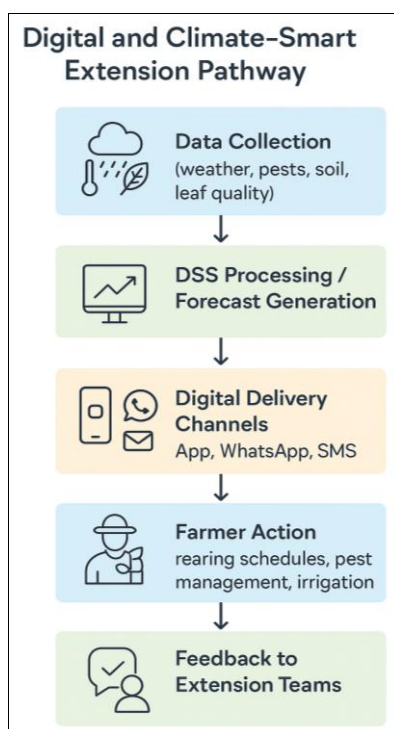 Digital and Climate-Smart
Extension Pathway
Data Collection
(weather, pests, soil,
leaf quality)
DSS Processing /
Forecast Generation
Digital Delivery
Channels
App, WhatsApp, SMS
Farmer Action
rearing schedules, pest
management, irrigation
Feedback to
Extension Teams